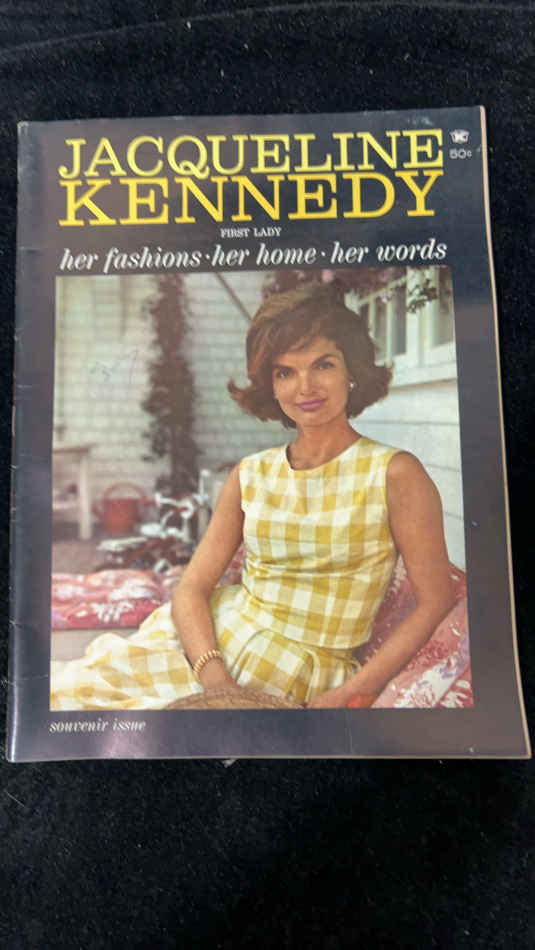 JACQUELINE
KENNEDY
50¢
FIRST LADY
her fashions · her home · her words
souvenir issue